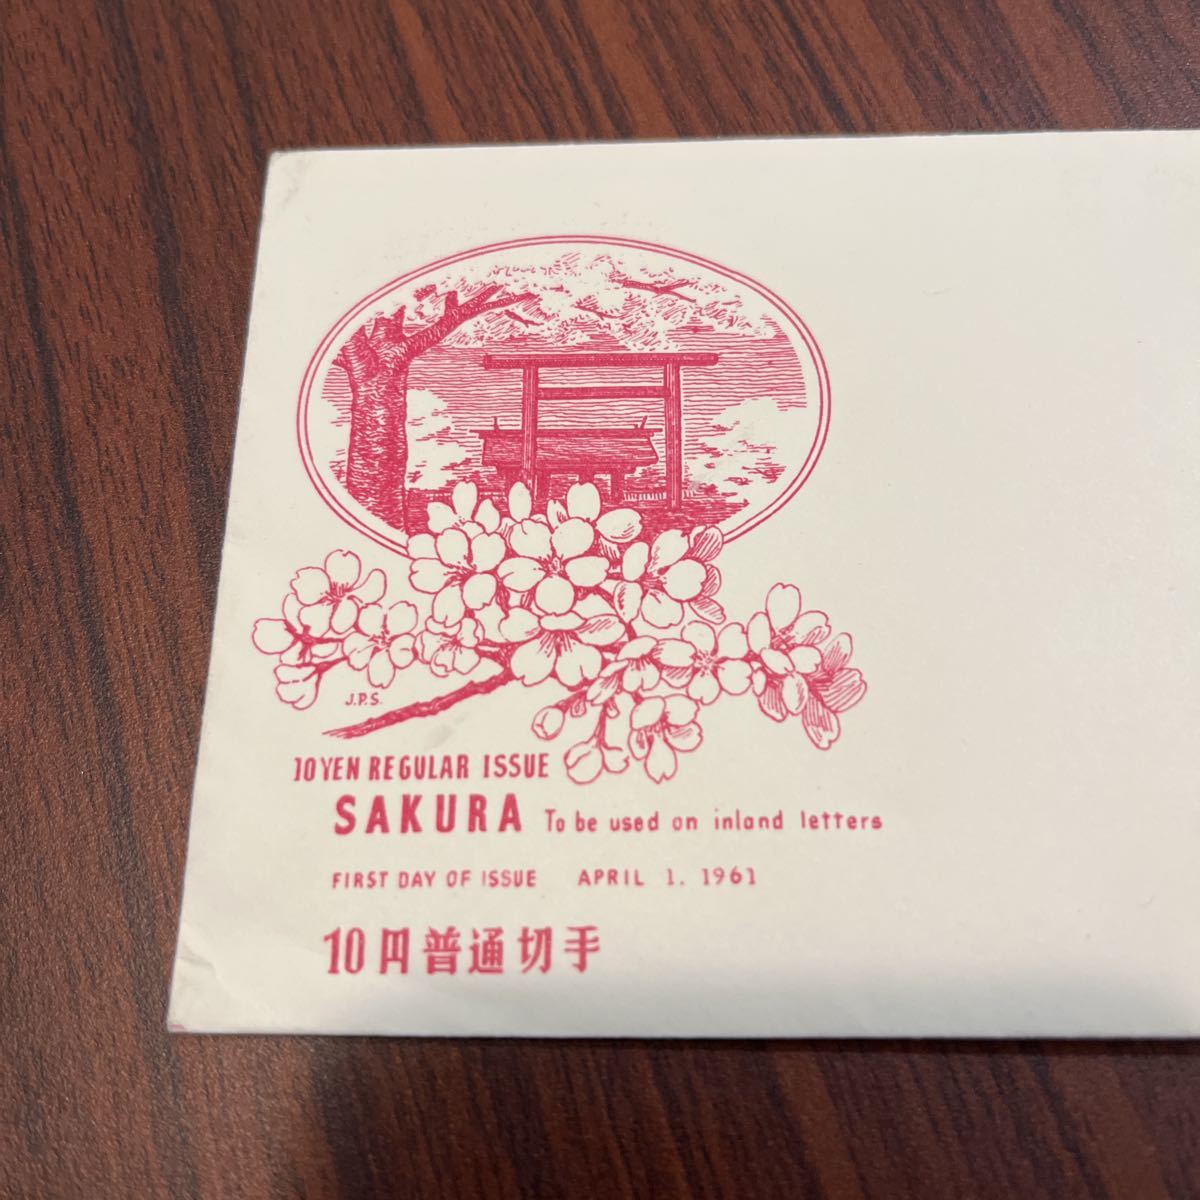 J.P.S.
10 YEN REGULAR ISSUE
SAKURA To be used on inland letters
FIRST DAY OF ISSUE APRIL 1. 1961
10円普通切手